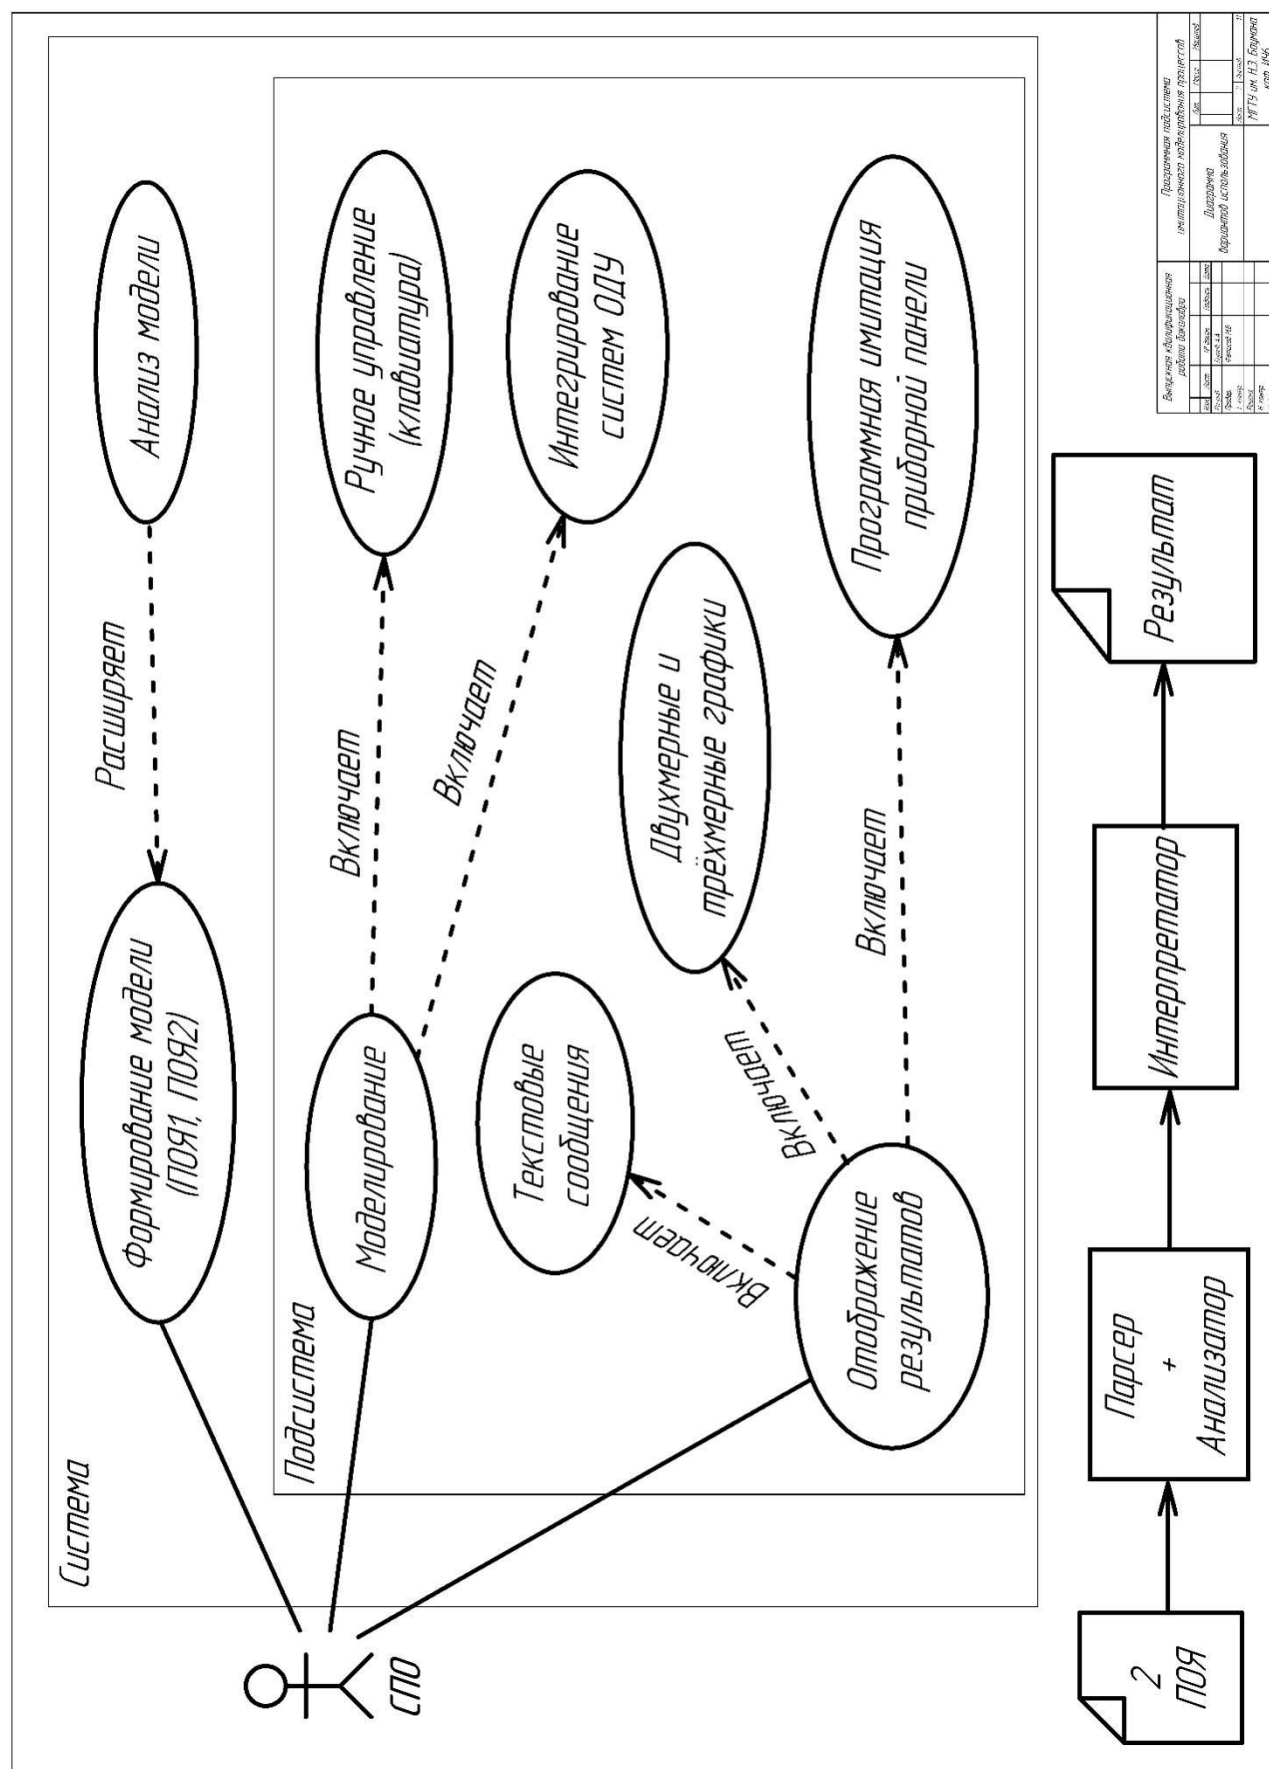 Система
Формирование модели
(ПОЯ1, ПОЯ2)
Расширяет
Анализ модели
Подсистема
Моделирование
Включает
Ручное управление
(клавиатура)
Включает
Интегрирование
систем ОДУ
СПО
Текстовые
сообщения
Включает
Двухмерные и
трёхмерные графики
Включает
Отображение
результатов
Включает
Программная имитация
приборной панели
2
ПОЯ
Парсер
+
Анализатор
Интерпретатор
Результат
Выпускная квалификационная
работа бакалавра
Программная подсистема
имитационного моделирования процессов
Диаграмма
вариантов использования
МГТУ им. Н.Э. Баумана
каф. ИУ6